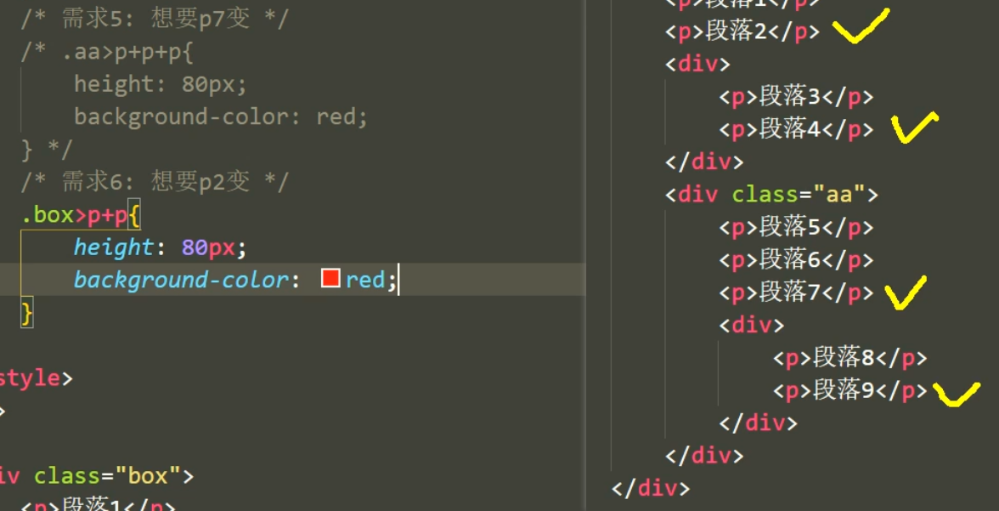 /* 需求5: 想要p7变 */
/* .aa>p+p+p{
height: 80px;
background-color: red;
} */
/* 需求6: 想要p2变 */
.box>p+p{
height: 80px;
background-color: red;
}
style>
>
iv class="box">
<p>段落1</p>
<p>段落1</p>
<p>段落2</p>
<div>
<p>段落3</p>
<p>段落4</p>
</div>
<div class="aa">
<p>段落5</p>
<p>段落6</p>
<p>段落7</p>
<div>
<p>段落8</p>
<p>段落9</p>
</div>
</div>
</div>